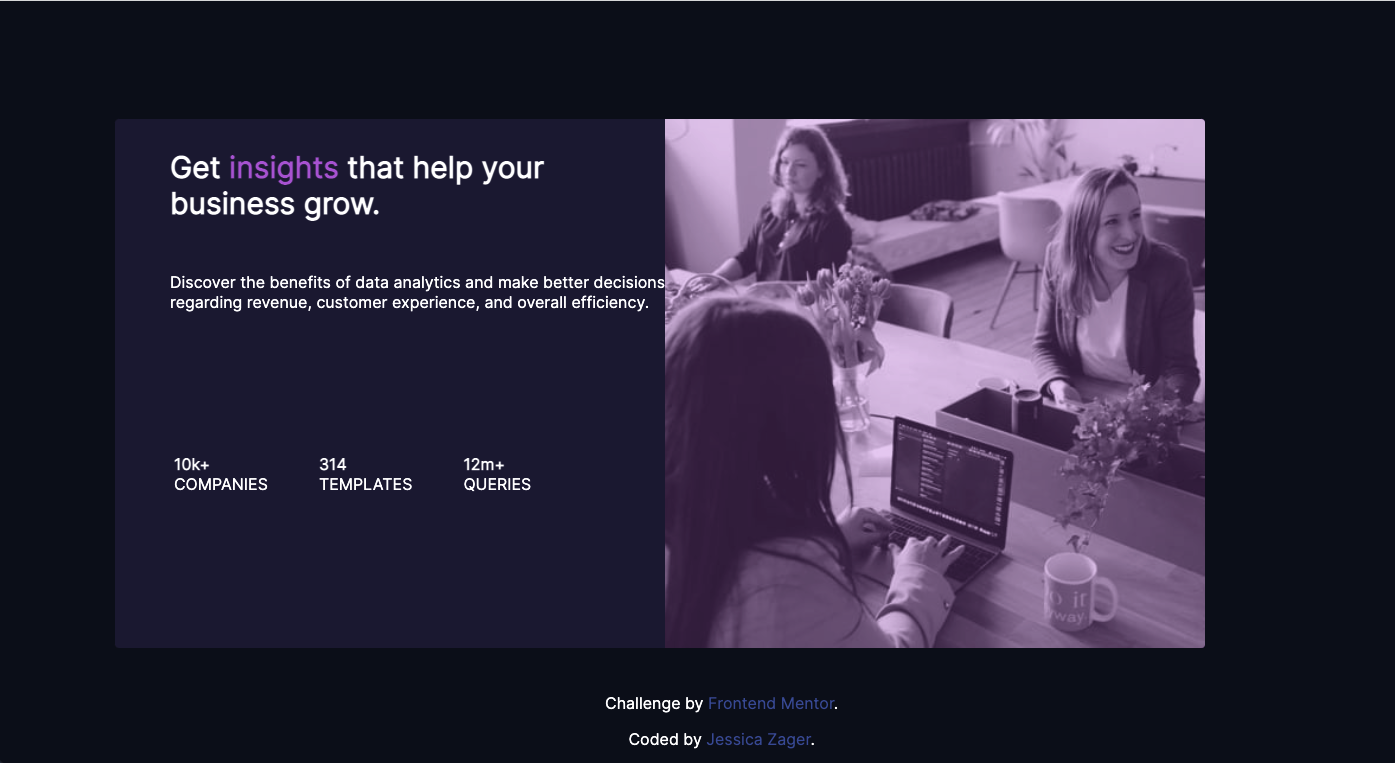 Get insights that help your
business grow.
Discover the benefits of data analytics and make better decisions
regarding revenue, customer experience, and overall efficiency.
10k+
COMPANIES
314
TEMPLATES
12m+
QUERIES
Challenge by Frontend Mentor.
Coded by Jessica Zager.